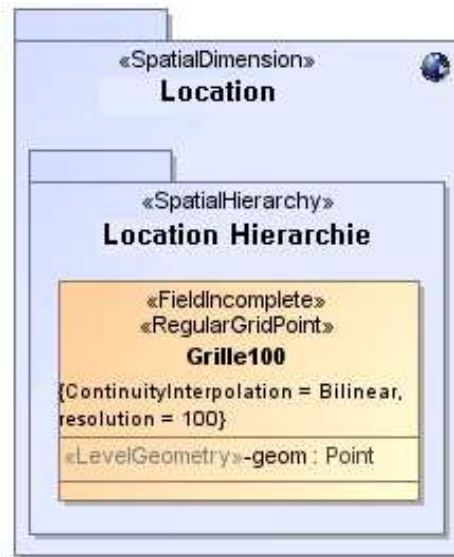 «SpatialDimension»
Location
«SpatialHierarchy»
Location Hierarchie
«FieldIncomplete»
«RegularGridPoint»
Grille100
{ContinuityInterpolation = Bilinear,
resolution = 100}
«LevelGeometry»-geom : Point